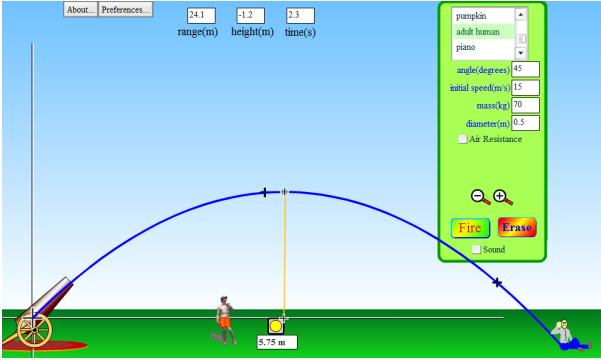 About... Preferences...
24.1 -1.2 2.3
range(m) height(m) time(s)
pumpkin
adult human
piano
angle(degrees) 45
initial speed(m/s) 15
mass(kg) 70
diameter(m) 0.5
Air Resistance
Fire Erase
Sound
5.75 m